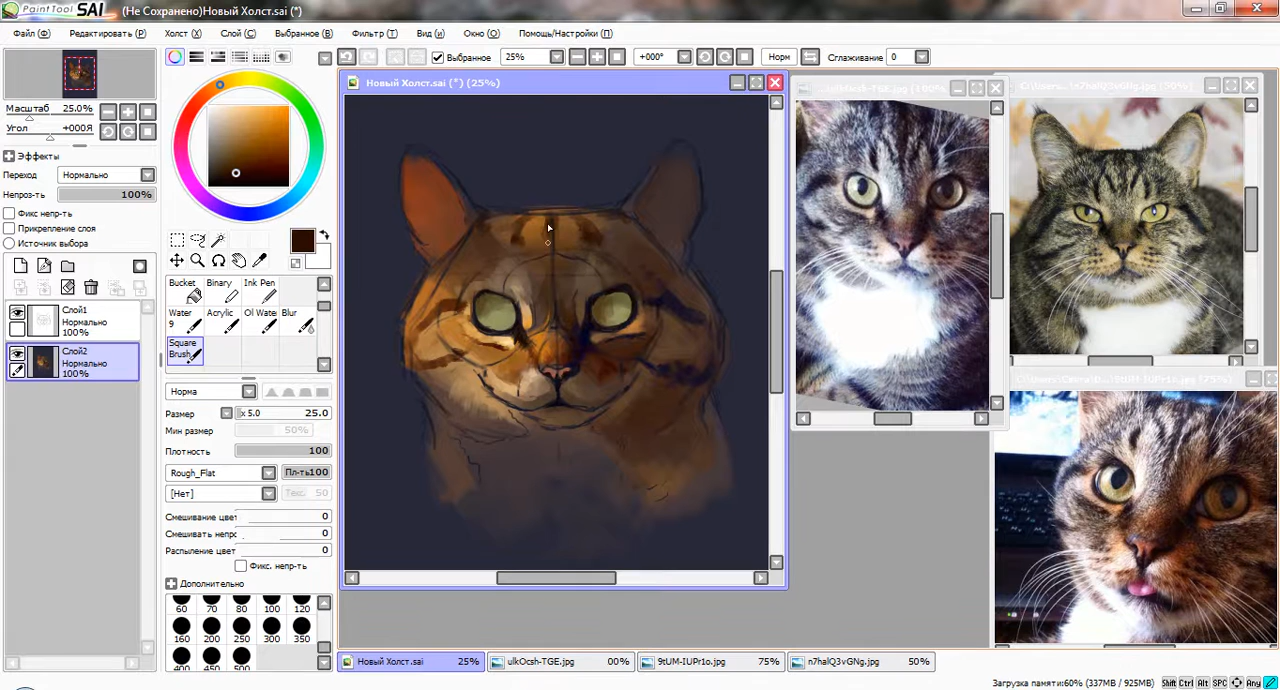 PaintTool SAI (Не Сохранено)Новый Холст.sai (*)
Файл (Ф) Редактировать (Р) Холст (Х) Слой (С) Выбранное (В) Фильтр (Т) Вид (и) Окно (О) Помощь/Настройки (П)
Выбранное 25% +000° Норм Сглаживание 0
Масштаб 25.0%
Угол +000Я
Эффекты
Переход Нормально
Непроз-ть 100%
Фикс непр-ть
Прикрепление слоя
Источник выбора
Слой1
Нормально
100%
Слой2
Нормально
100%
Bucket Binary Ink Pen
Water 9 Acrylic Oil Water Blur
Square Brush
Норма
Размер x 5.0 25.0
Мин размер 50%
Плотность 100
Rough_Flat Пл-ть 100
[Нет] 50
Смешивание цвет 0
Смешивать непро 0
Распыление цвет 0
Фикс. непр-ть
Дополнительно
60 70 80 100 120
160 200 250 300 350
400 450 500
Новый Холст.sai (*) (25%)
Новый Холст.sai 25%
ulkOcsh-TGE.jpg 00%
9tUM-IUPr1o.jpg 75%
n7halQ3vGNg.jpg 50%
Загрузка памяти:60% (337MB / 925MB) Shift Ctrl Alt SPC Any